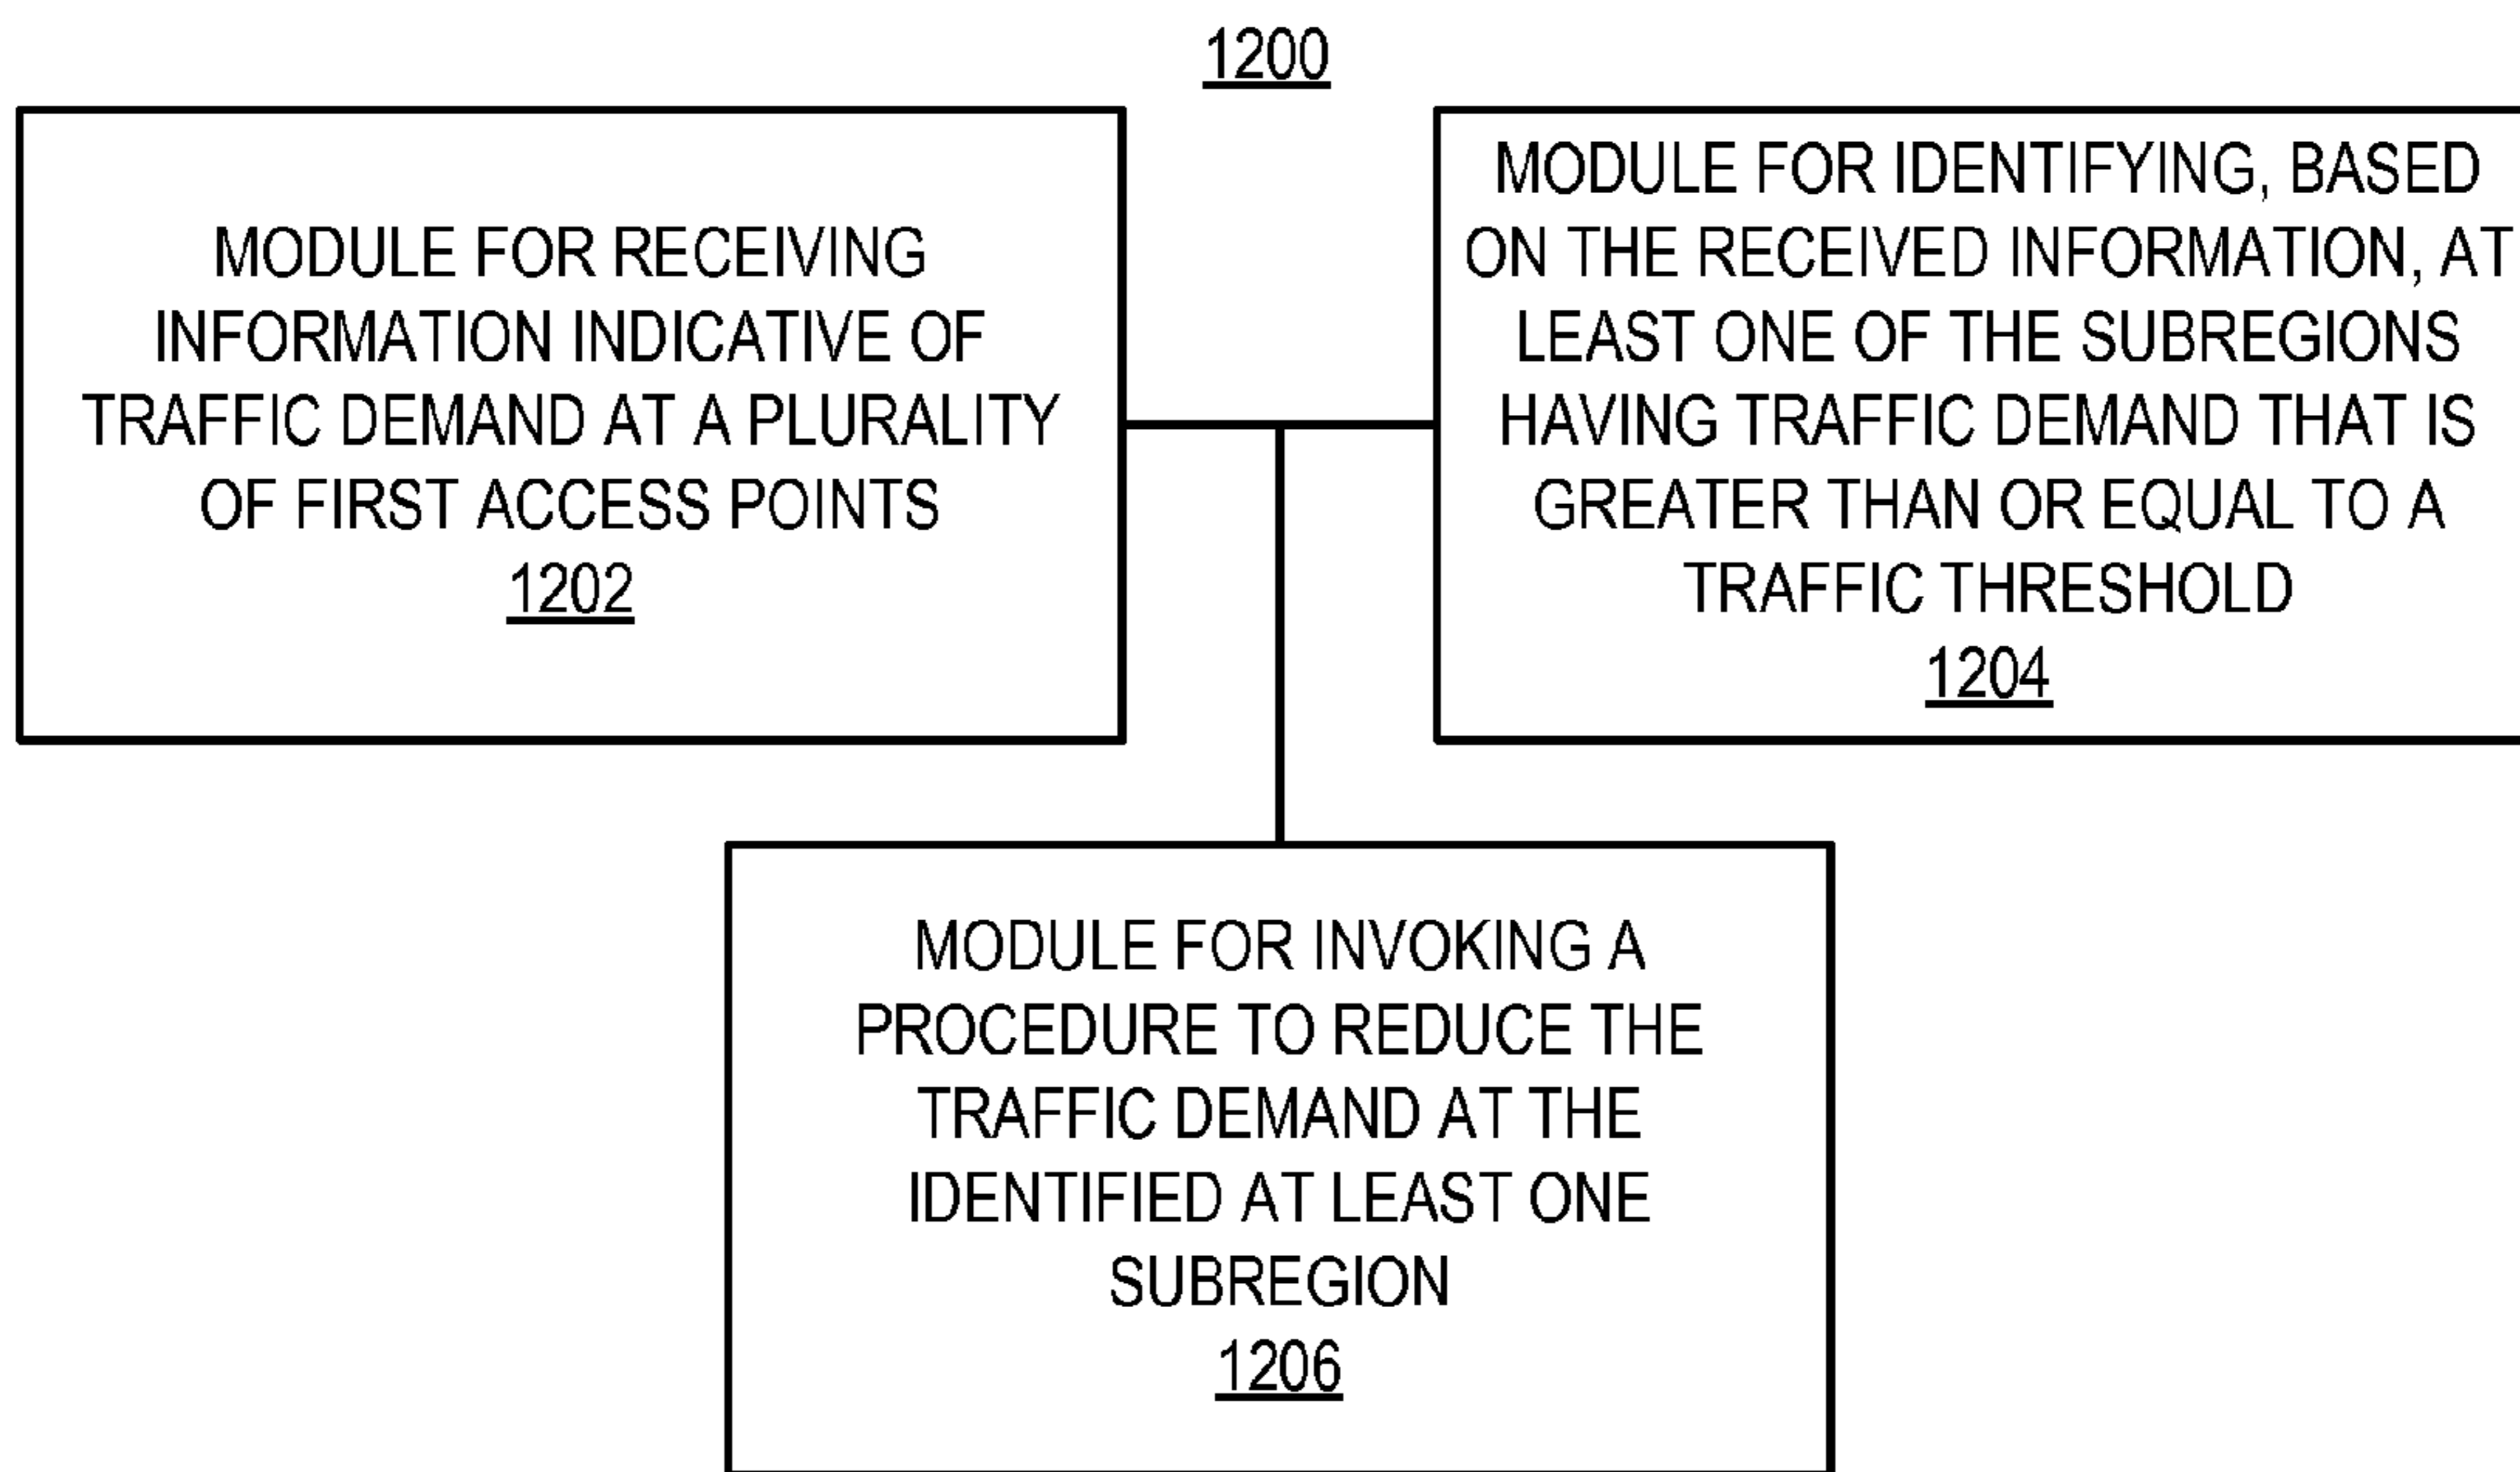 1200
MODULE FOR RECEIVING
INFORMATION INDICATIVE OF
TRAFFIC DEMAND AT A PLURALITY
OF FIRST ACCESS POINTS
1202
MODULE FOR IDENTIFYING, BASED
ON THE RECEIVED INFORMATION, AT
LEAST ONE OF THE SUBREGIONS
HAVING TRAFFIC DEMAND THAT IS
GREATER THAN OR EQUAL TO A
TRAFFIC THRESHOLD
1204
MODULE FOR INVOKING A
PROCEDURE TO REDUCE THE
TRAFFIC DEMAND AT THE
IDENTIFIED AT LEAST ONE
SUBREGION
1206